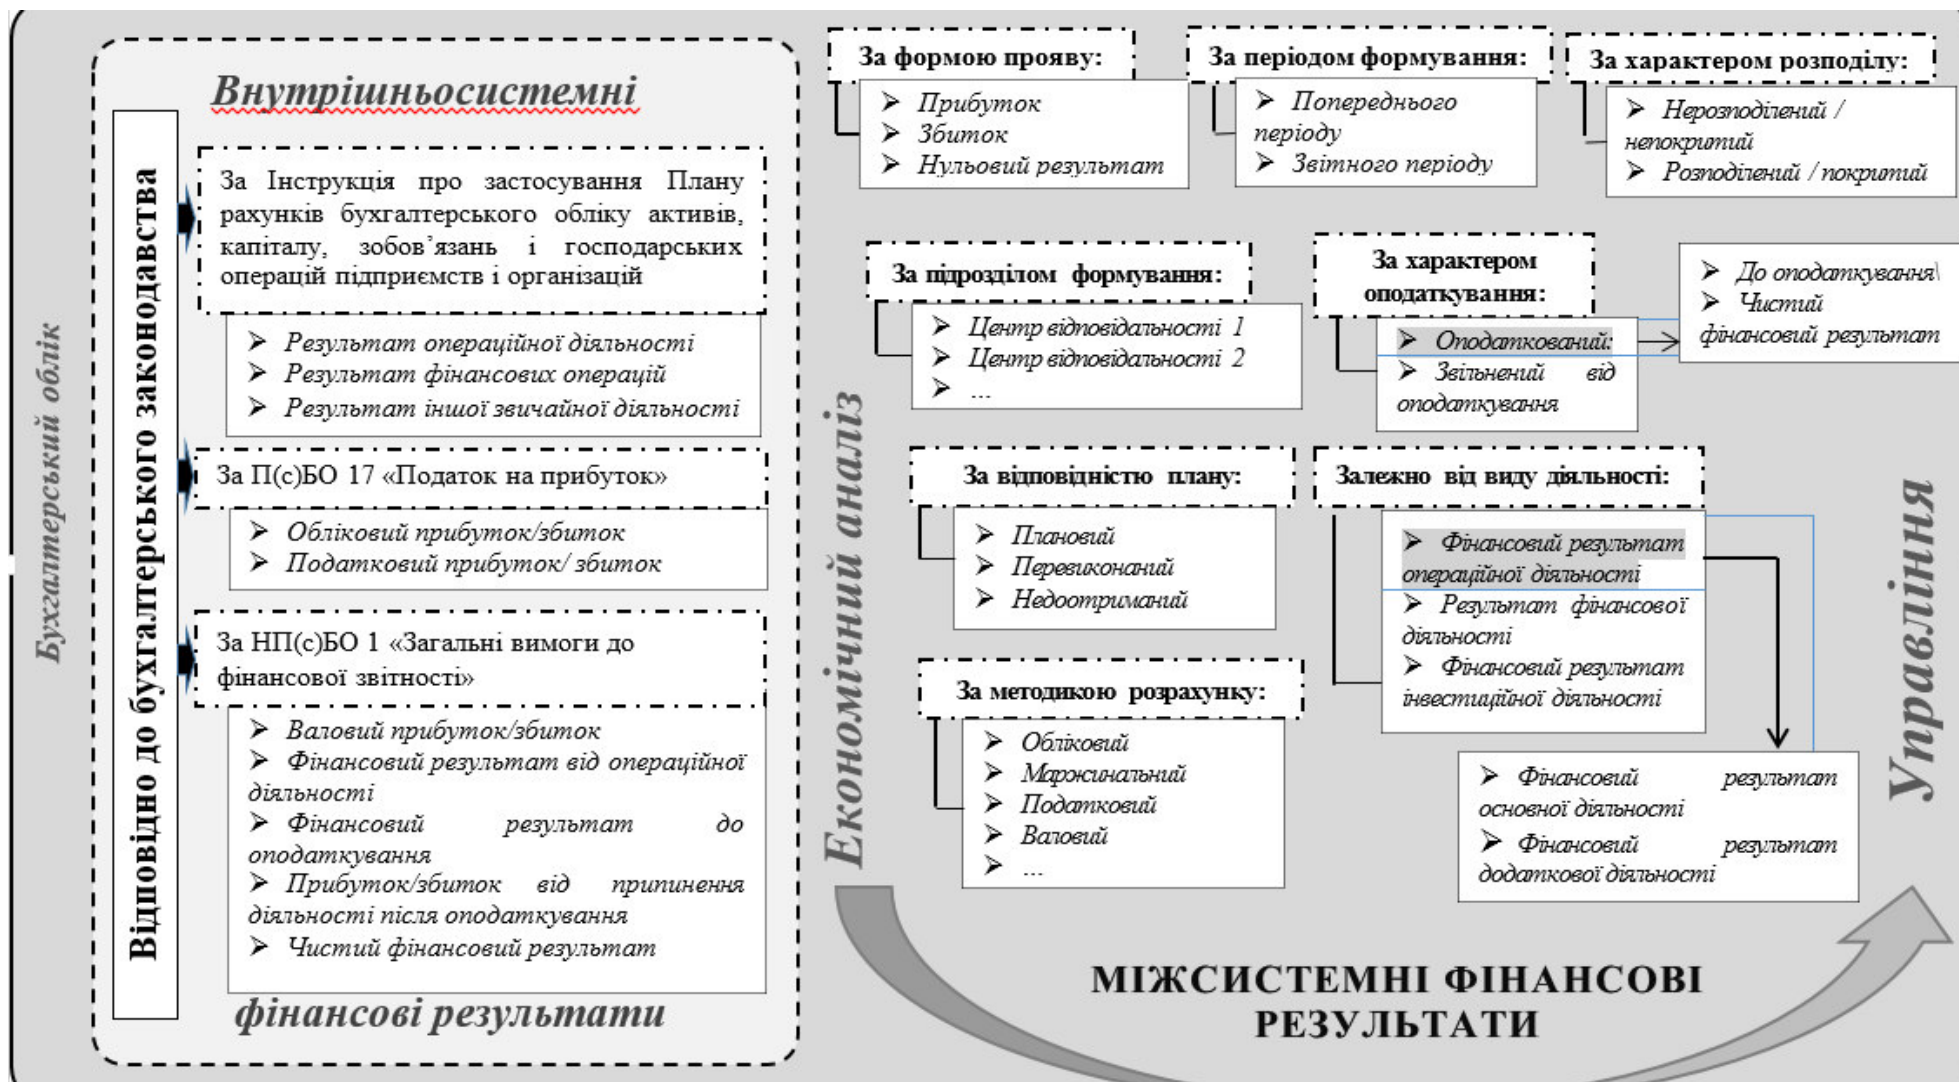 Бухгалтерський облік
Внутрішньосистемні
Відповідно до бухгалтерського законодавства
За Інструкція про застосування Плану
рахунків бухгалтерського обліку активів,
капіталу, зобов’язань і господарських
операцій підприємств і організацій
➢ Результат операційної діяльності
➢ Результат фінансових операцій
➢ Результат іншої звичайної діяльності
За П(с)БО 17 «Податок на прибуток»
➢ Обліковий прибуток/збиток
➢ Податковий прибуток/ збиток
За НП(с)БО 1 «Загальні вимоги до
фінансової звітності»
➢ Валовий прибуток/збиток
➢ Фінансовий результат від операційної
діяльності
➢ Фінансовий результат до
оподаткування
➢ Прибуток/збиток від припинення
діяльності після оподаткування
➢ Чистий фінансовий результат
фінансові результати
Економічний аналіз
За формою прояву:
➢ Прибуток
➢ Збиток
➢ Нульовий результат
За періодом формування:
➢ Попереднього
періоду
➢ Звітного періоду
За характером розподілу:
➢ Нерозподілений /
непокритий
➢ Розподілений / покритий
За підрозділом формування:
➢ Центр відповідальності 1
➢ Центр відповідальності 2
➢ ...
За характером
оподаткування:
➢ Оподаткований:
➢ Звільнений від
оподаткування
➢ До оподаткування\
➢ Чистий
фінансовий результат
За відповідністю плану:
➢ Плановий
➢ Перевиконаний
➢ Недоотриманий
Залежно від виду діяльності:
➢ Фінансовий результат
операційної діяльності
➢ Результат фінансової
діяльності
➢ Фінансовий результат
інвестиційної діяльності
За методикою розрахунку:
➢ Обліковий
➢ Маржинальний
➢ Податковий
➢ Валовий
➢ ...
➢ Фінансовий результат
основної діяльності
➢ Фінансовий результат
додаткової діяльності
Управління
МІЖСИСТЕМНІ ФІНАНСОВІ
РЕЗУЛЬТАТИ